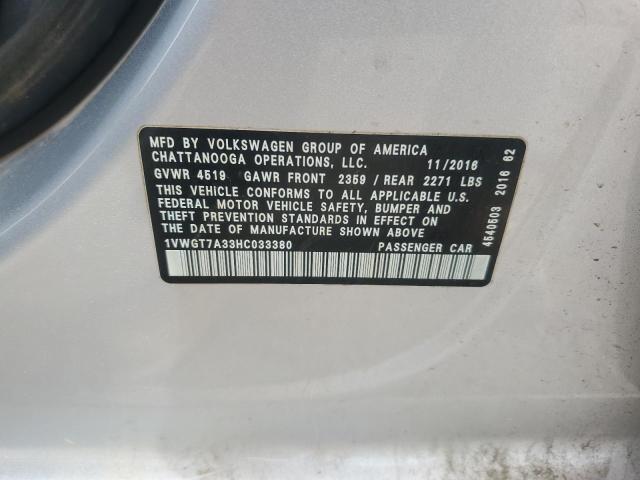 MFD BY VOLKSWAGEN GROUP OF AMERICA
CHATTANOOGA OPERATIONS, LLC. 11/2016
GVWR 4519 GAWR FRONT 2359 / REAR 2271 LBS
THIS VEHICLE CONFORMS TO ALL APPLICABLE U.S.
FEDERAL MOTOR VEHICLE SAFETY, BUMPER AND
THEFT PREVENTION STANDARDS IN EFFECT ON
THE DATE OF MANUFACTURE SHOWN ABOVE
1VWGT7A33HC033380 PASSENGER CAR
4540503 2016 62